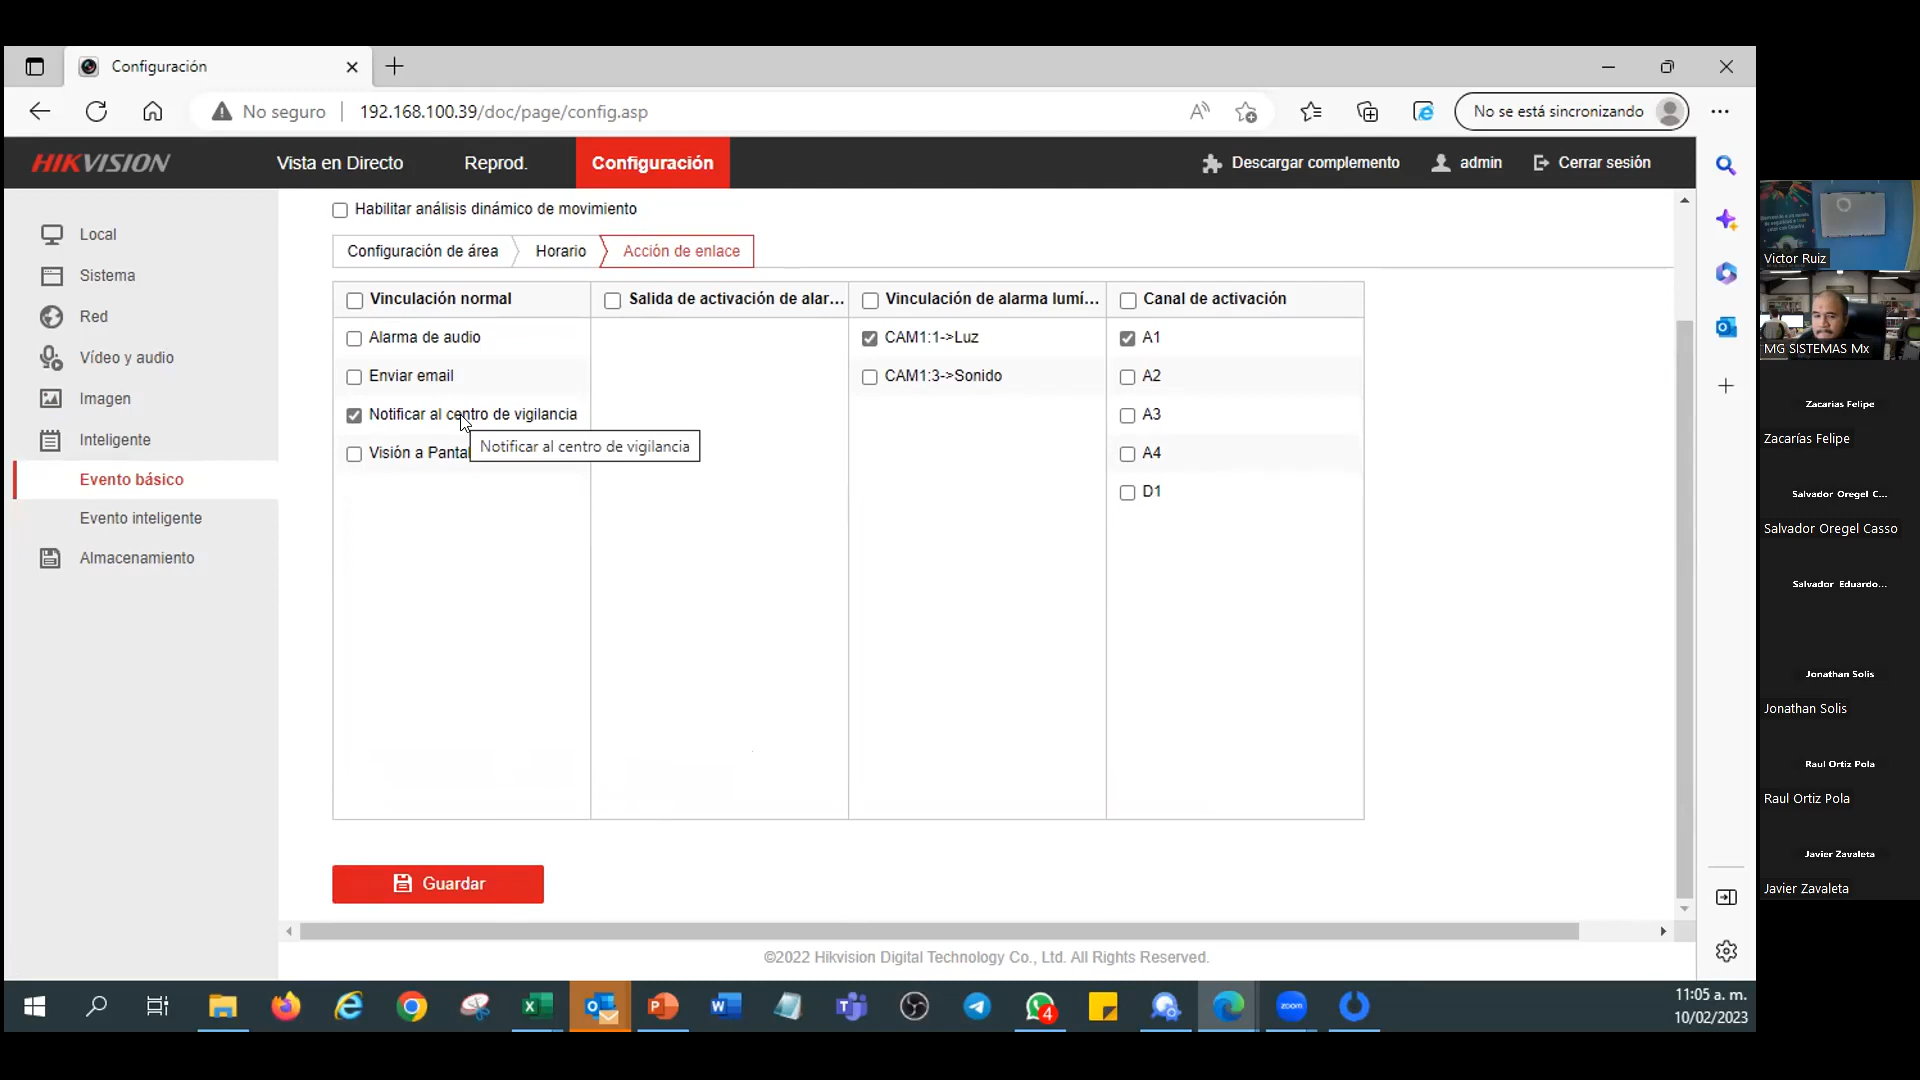 Configuración
No seguro
192.168.100.39/doc/page/config.asp
No se está sincronizando
HIKVISION
Vista en Directo
Reprod.
Configuración
Descargar complemento
admin
Cerrar sesión
Local
Sistema
Red
Vídeo y audio
Imagen
Inteligente
Evento básico
Evento inteligente
Almacenamiento
Habilitar análisis dinámico de movimiento
Configuración de área
Horario
Acción de enlace
Vinculación normal
Salida de activación de alar...
Vinculación de alarma lumí...
Canal de activación
Alarma de audio
CAM1:1->Luz
A1
Enviar email
CAM1:3->Sonido
A2
Notificar al centro de vigilancia
A3
Notificar al centro de vigilancia
Visión a Panta
A4
D1
Guardar
©2022 Hikvision Digital Technology Co., Ltd. All Rights Reserved.
4
zoom
11:05 a. m.
10/02/2023
Victor Ruiz
MG SISTEMAS Mx
Zacarias Felipe
Zacarías Felipe
Salvador Oregel C...
Salvador Oregel Casso
Salvador Eduardo...
Jonathan Solis
Jonathan Solis
Raul Ortiz Pola
Raul Ortiz Pola
Javier Zavaleta
Javier Zavaleta